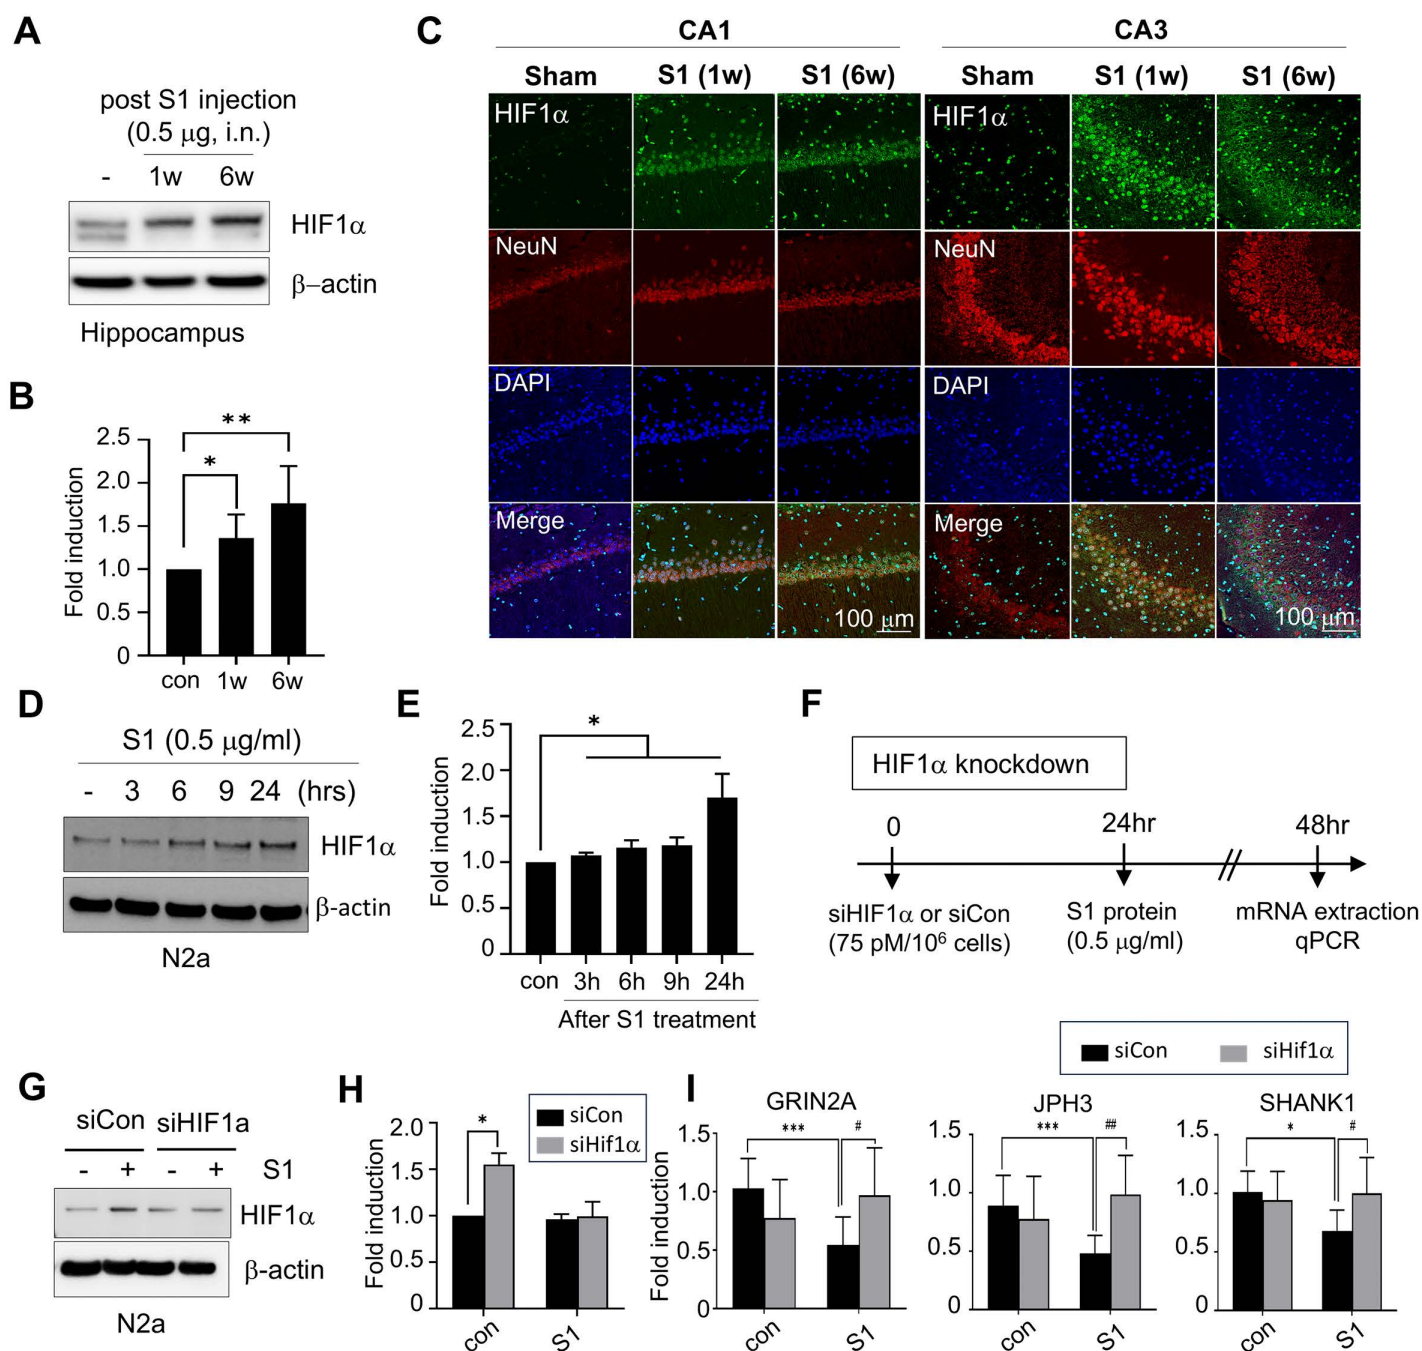 A
post S1 injection
(0.5 μg, i.n.)
- 1w 6w
HIF1α
β–actin
Hippocampus
B
**
*
2.5
2.0
1.5
1.0
0.5
0
Fold induction
con 1w 6w
C
CA1 CA3
Sham S1 (1w) S1 (6w) Sham S1 (1w) S1 (6w)
HIF1α HIF1α
NeuN NeuN
DAPI DAPI
Merge Merge
100 μm 100 μm
D
S1 (0.5 μg/ml)
- 3 6 9 24 (hrs)
HIF1α
β-actin
N2a
E
*
2.5
2.0
1.5
1.0
0.5
0
Fold induction
con 3h 6h 9h 24h
After S1 treatment
F
HIF1α knockdown
0 24hr 48hr
siHIF1α or siCon
(75 pM/10⁶ cells)
S1 protein
(0.5 μg/ml)
mRNA extraction
qPCR
G
siCon siHIF1a
- + - + S1
HIF1α
β-actin
N2a
H
siCon
siHif1α
*
2.0
1.5
1.0
0.5
0
Fold induction
con S1
I
siCon siHif1α
GRIN2A
*** #
1.5
1.0
0.5
0
Fold induction
con S1
JPH3
*** ##
1.5
1.0
0.5
0
con S1
SHANK1
* #
1.5
1.0
0.5
0
con S1